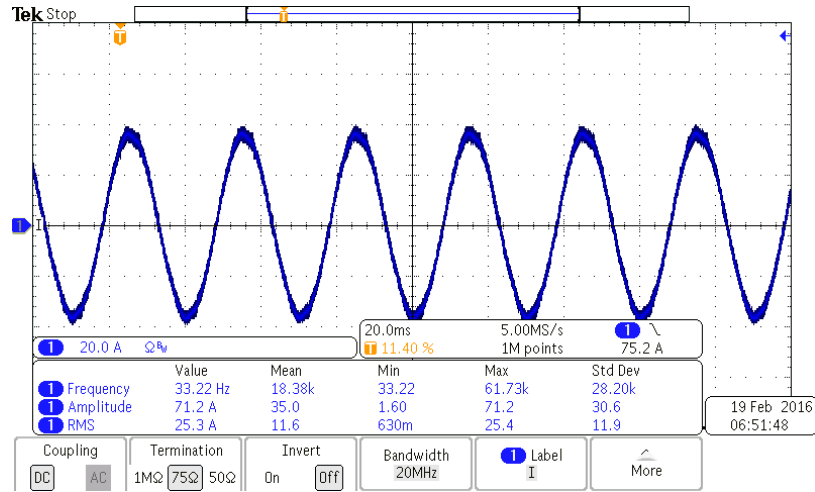 Tek Stop
T
T
1 I
20.0ms 5.00MS/s 1 
T 11.40 % 1M points 75.2 A
1 20.0 A Ω BW
Value Mean Min Max Std Dev
1 Frequency 33.22 Hz 18.38k 33.22 61.73k 28.20k
1 Amplitude 71.2 A 35.0 1.60 71.2 30.6
1 RMS 25.3 A 11.6 630m 25.4 11.9
19 Feb 2016
06:51:48
Coupling
DC AC
Termination
1MΩ 75Ω 50Ω
Invert
On Off
Bandwidth
20MHz
1 Label
I
More